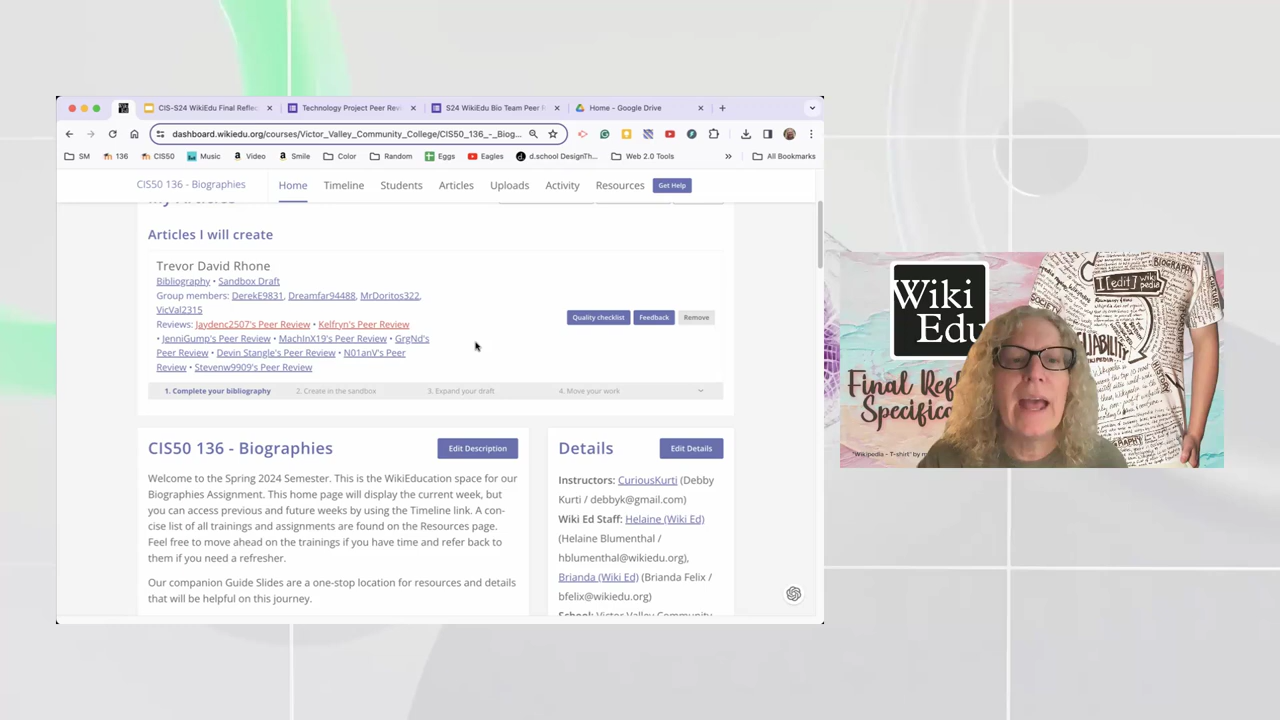 CIS-S24 WikiEdu Final Reflec
Technology Project Peer Revi
S24 WikiEdu Bio Team Peer
Home - Google Drive
dashboard.wikiedu.org/courses/Victor_Valley_Community_College/CIS50_136_-_Biog...
SM
136
CIS50
Music
Video
Smile
Color
Random
Eggs
Eagles
d.school DesignTh...
Web 2.0 Tools
»
All Bookmarks
CIS50 136 - Biographies
Home
Timeline
Students
Articles
Uploads
Activity
Resources
Get Help
My Articles
Articles I will create
Trevor David Rhone
Bibliography • Sandbox Draft
Group members: DerekE9831, Dreamfar94488, MrDoritos322,
VicVal2315
Reviews: Jaydenc2507's Peer Review • Kelfryn's Peer Review
• JenniGump's Peer Review • MachInX19's Peer Review • GrgNd's
Peer Review • Devin Stangle's Peer Review • N01anV's Peer
Review • Stevenw9909's Peer Review
Quality checklist
Feedback
Remove
1. Complete your bibliography
2. Create in the sandbox
3. Expand your draft
4. Move your work
CIS50 136 - Biographies
Edit Description
Welcome to the Spring 2024 Semester. This is the WikiEducation space for our
Biographies Assignment. This home page will display the current week, but
you can access previous and future weeks by using the Timeline link. A con-
cise list of all trainings and assignments are found on the Resources page.
Feel free to move ahead on the trainings if you have time and refer back to
them if you need a refresher.
Our companion Guide Slides are a one-stop location for resources and details
that will be helpful on this journey.
Details
Edit Details
Instructors: CuriousKurti (Debby
Kurti / debbyk@gmail.com)
Wiki Ed Staff: Helaine (Wiki Ed)
(Helaine Blumenthal /
hblumenthal@wikiedu.org),
Brianda (Wiki Ed) (Brianda Felix /
bfelix@wikiedu.org)
School: Victor Valley Community
Wiki
Edu
Final Refl
Specifica
"Wikipedia - T-shirt" by
[edit]